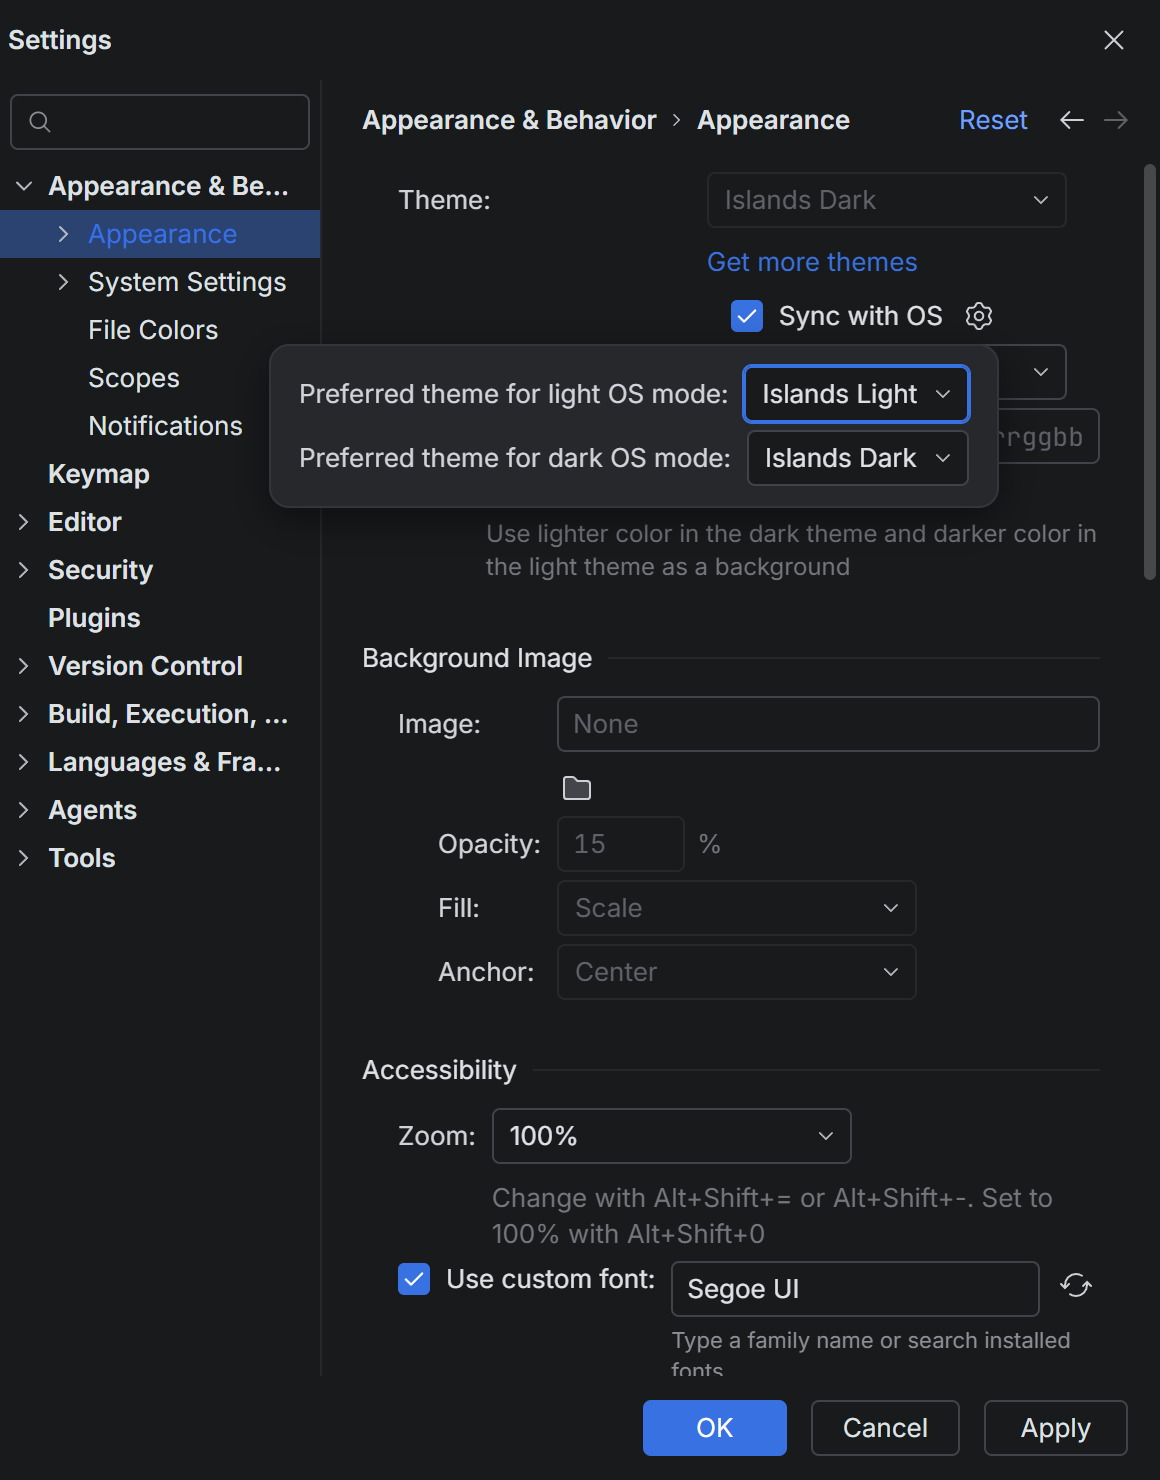 Settings
Appearance & Be...
Appearance
System Settings
File Colors
Scopes
Notifications
Keymap
Editor
Security
Plugins
Version Control
Build, Execution, ...
Languages & Fra...
Agents
Tools
Appearance & Behavior › Appearance
Reset
Theme: Islands Dark
Get more themes
Sync with OS
Preferred theme for light OS mode: Islands Light
Preferred theme for dark OS mode: Islands Dark
Use lighter color in the dark theme and darker color in
the light theme as a background
Background Image
Image: None
Opacity: 15 %
Fill: Scale
Anchor: Center
Accessibility
Zoom: 100%
Change with Alt+Shift+= or Alt+Shift+-. Set to
100% with Alt+Shift+0
Use custom font: Segoe UI
Type a family name or search installed
fonts
OK
Cancel
Apply